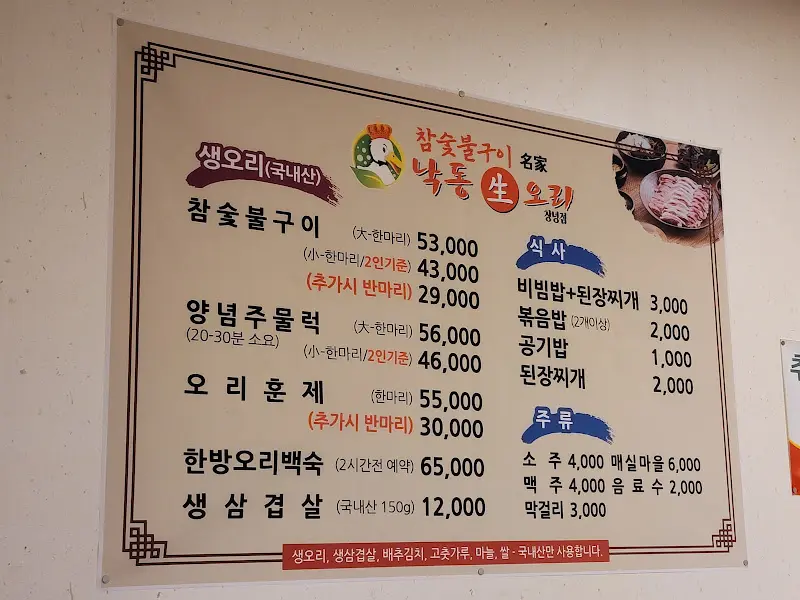 참숯불구이 名家
낙동 生 오리
창녕점
생오리(국내산)
참숯불구이 (大-한마리) 53,000
(小-한마리/2인기준) 43,000
(추가시 반마리) 29,000
양념주물럭 (大-한마리) 56,000
(20-30분 소요)
(小-한마리/2인기준) 46,000
오리훈제 (한마리) 55,000
(추가시 반마리) 30,000
한방오리백숙 (2시간전 예약) 65,000
생삼겹살 (국내산 150g) 12,000
식사
비빔밥+된장찌개 3,000
볶음밥 (2개이상) 2,000
공기밥 1,000
된장찌개 2,000
주류
소주 4,000 매실마을 6,000
맥주 4,000 음료수 2,000
막걸리 3,000
생오리, 생삼겹살, 배추김치, 고춧가루, 마늘, 쌀 - 국내산만 사용합니다.